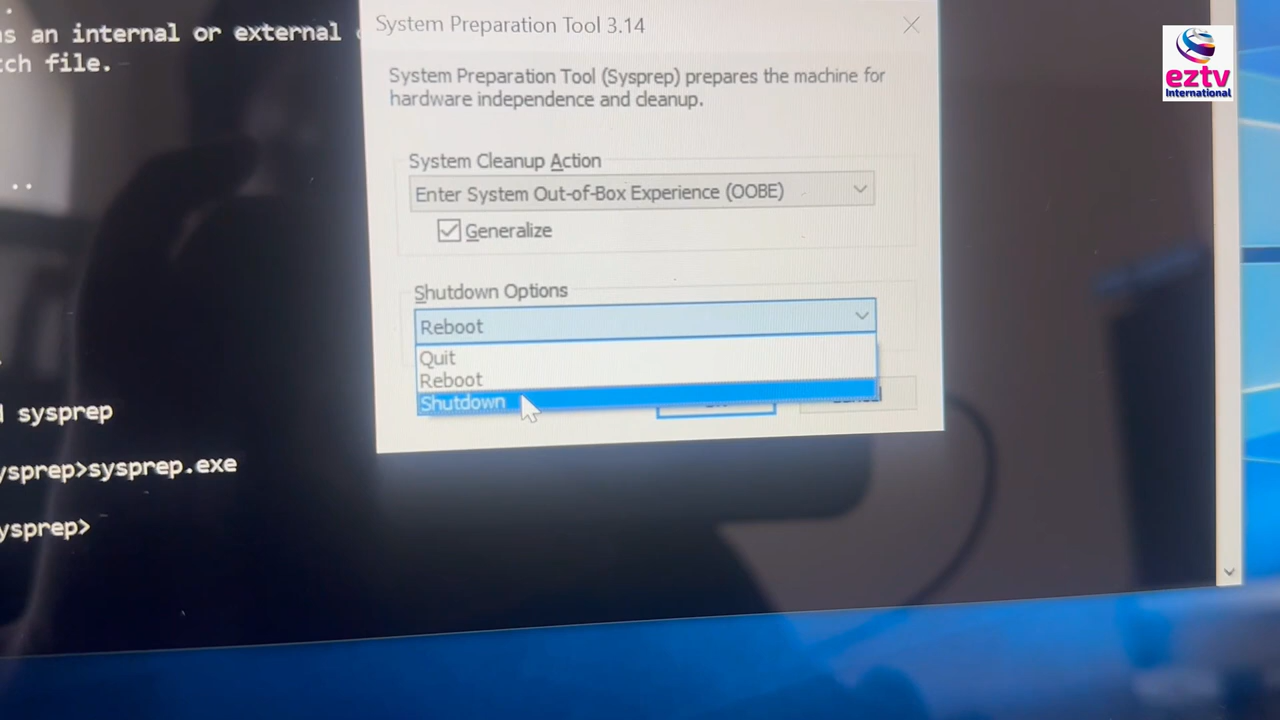 System Preparation Tool 3.14
s an internal or external
tch file.
System Preparation Tool (Sysprep) prepares the machine for
hardware independence and cleanup.
System Cleanup Action
Enter System Out-of-Box Experience (OOBE)
Generalize
Shutdown Options
Reboot
Quit
Reboot
Shutdown
..
sysprep
ysprep>sysprep.exe
ysprep>
eztv
International